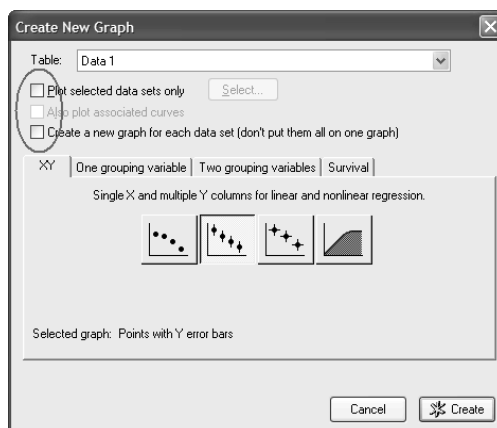 Create New Graph
Table: Data 1
Plot selected data sets only Select...
Also plot associated curves
Create a new graph for each data set (don't put them all on one graph)
XY One grouping variable Two grouping variables Survival
Single X and multiple Y columns for linear and nonlinear regression.
Selected graph: Points with Y error bars
Cancel Create